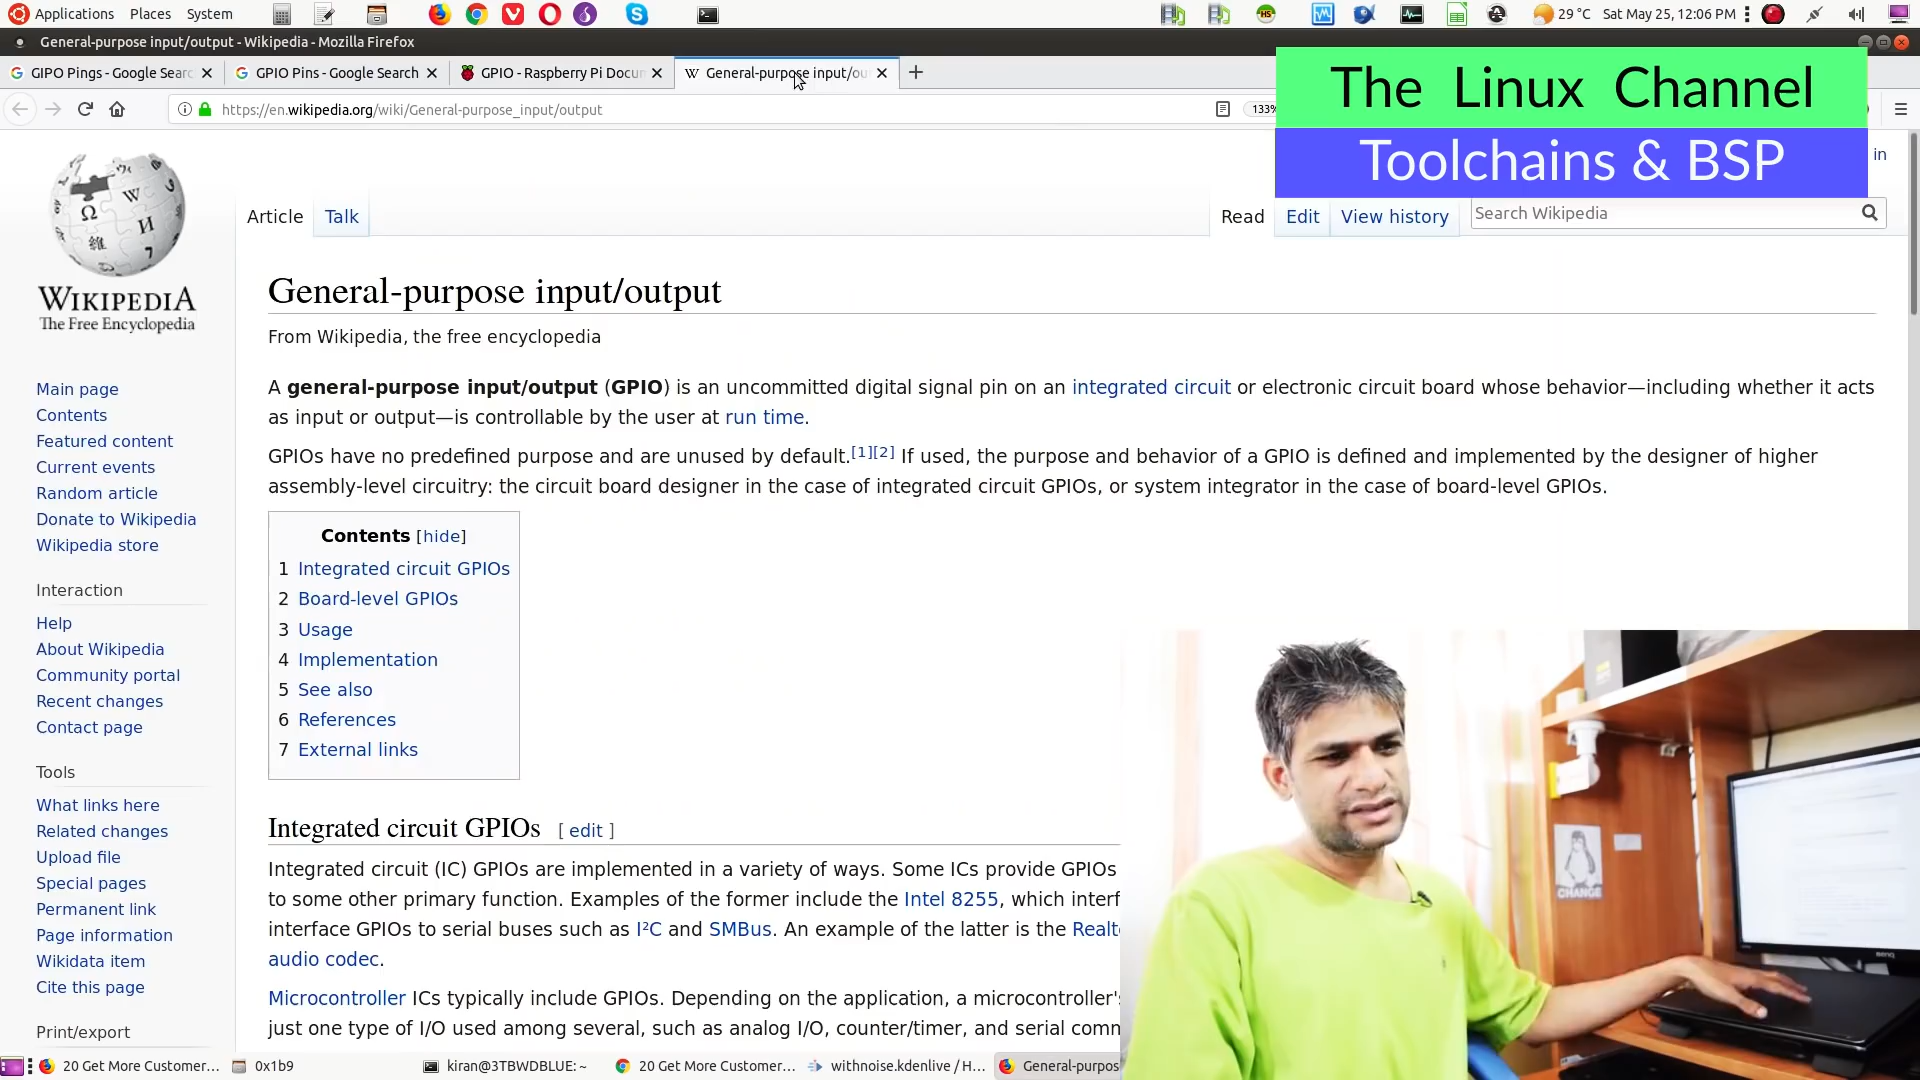 Applications Places System
29 °C Sat May 25, 12:06 PM
General-purpose input/output - Wikipedia - Mozilla Firefox
GIPO Pings - Google Searc
GPIO Pins - Google Search
GPIO - Raspberry Pi Docu
General-purpose input/ou
https://en.wikipedia.org/wiki/General-purpose_input/output
133%
The Linux Channel
Toolchains & BSP
in
Article Talk
Read Edit View history
Search Wikipedia
WIKIPEDIA
The Free Encyclopedia
General-purpose input/output
From Wikipedia, the free encyclopedia
A general-purpose input/output (GPIO) is an uncommitted digital signal pin on an integrated circuit or electronic circuit board whose behavior—including whether it acts
as input or output—is controllable by the user at run time.
GPIOs have no predefined purpose and are unused by default.[1][2] If used, the purpose and behavior of a GPIO is defined and implemented by the designer of higher
assembly-level circuitry: the circuit board designer in the case of integrated circuit GPIOs, or system integrator in the case of board-level GPIOs.
Contents [hide]
1 Integrated circuit GPIOs
2 Board-level GPIOs
3 Usage
4 Implementation
5 See also
6 References
7 External links
Integrated circuit GPIOs [ edit ]
Integrated circuit (IC) GPIOs are implemented in a variety of ways. Some ICs provide GPIOs
to some other primary function. Examples of the former include the Intel 8255, which interf
interface GPIOs to serial buses such as I²C and SMBus. An example of the latter is the Realt
audio codec.
Microcontroller ICs typically include GPIOs. Depending on the application, a microcontroller's
just one type of I/O used among several, such as analog I/O, counter/timer, and serial comm
Main page
Contents
Featured content
Current events
Random article
Donate to Wikipedia
Wikipedia store
Interaction
Help
About Wikipedia
Community portal
Recent changes
Contact page
Tools
What links here
Related changes
Upload file
Special pages
Permanent link
Page information
Wikidata item
Cite this page
Print/export
CHANGE
BenQ
20 Get More Customer...
0x1b9
kiran@3TBWDBLUE: ~
20 Get More Customer...
withnoise.kdenlive / H...
General-purpos